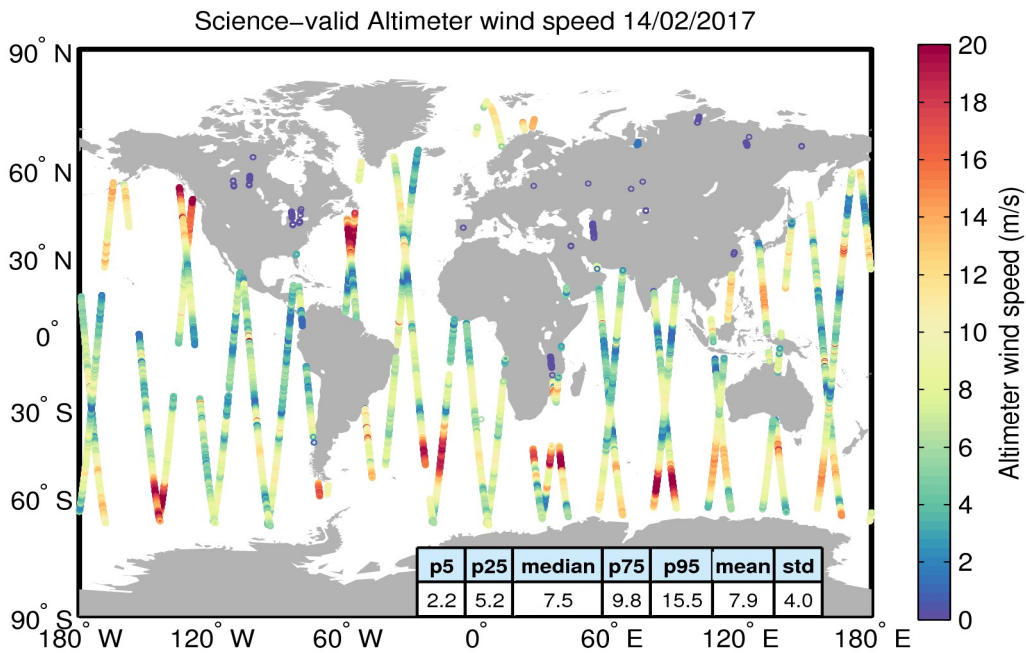 Science-valid Altimeter wind speed 14/02/2017
90° N
60° N
30° N
0°
30° S
60° S
90° S
180° W
120° W
60° W
0°
60° E
120° E
180° E
p5 p25 median p75 p95 mean std
2.2 5.2 7.5 9.8 15.5 7.9 4.0
20
18
16
14
12
10
8
6
4
2
0
Altimeter wind speed (m/s)